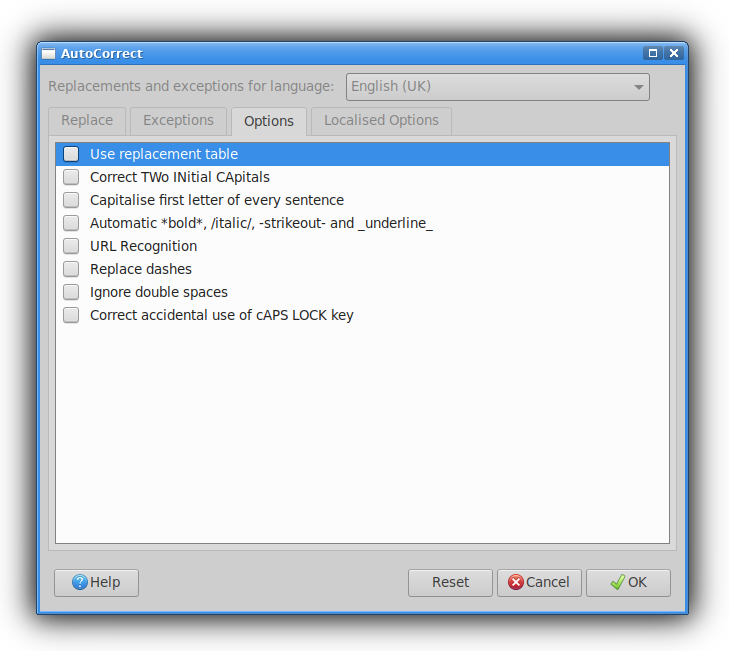 AutoCorrect
Replacements and exceptions for language: English (UK)
Replace Exceptions Options Localised Options
Use replacement table
Correct TWo INitial CApitals
Capitalise first letter of every sentence
Automatic *bold*, /italic/, -strikeout- and _underline_
URL Recognition
Replace dashes
Ignore double spaces
Correct accidental use of cAPS LOCK key
Help Reset Cancel OK